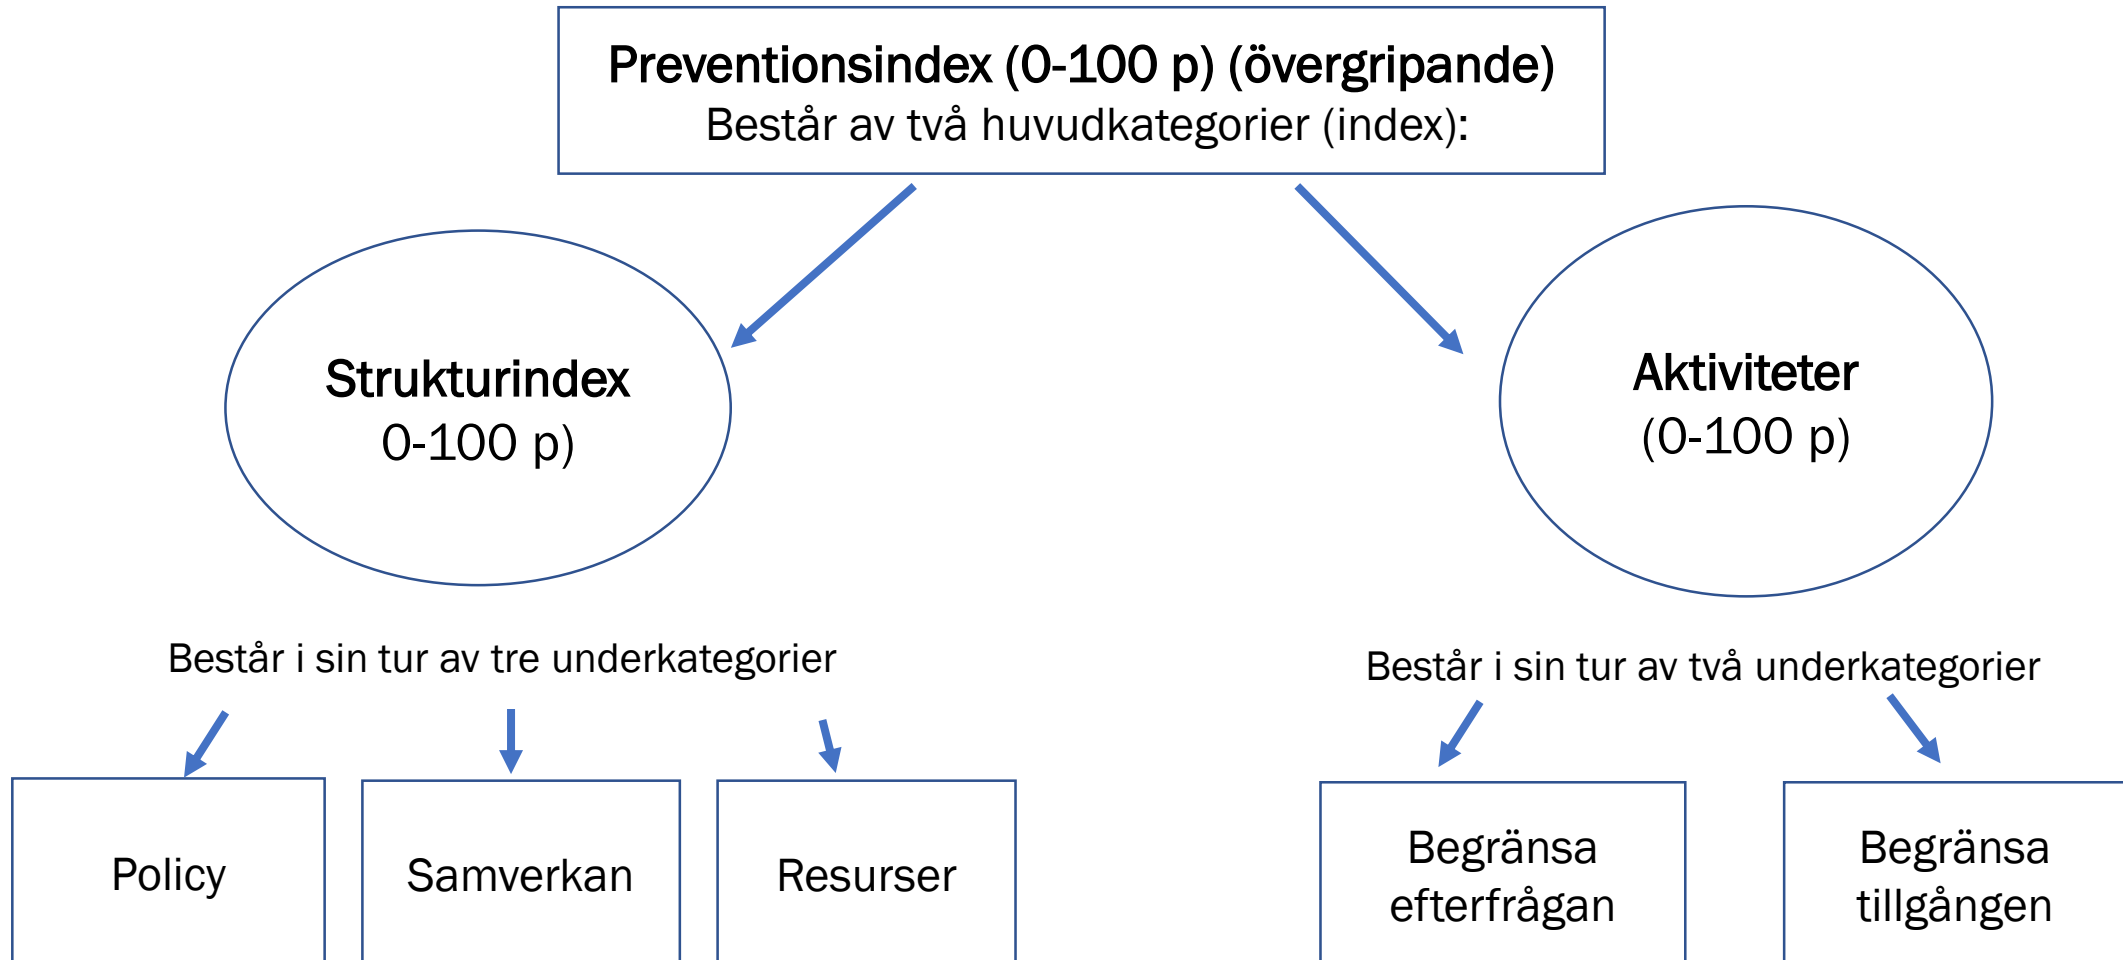 Preventionsindex (0-100 p) (övergripande)
Består av två huvudkategorier (index):
Strukturindex
0-100 p)
Aktiviteter
(0-100 p)
Består i sin tur av tre underkategorier
Består i sin tur av två underkategorier
Policy
Samverkan
Resurser
Begränsa
efterfrågan
Begränsa
tillgången